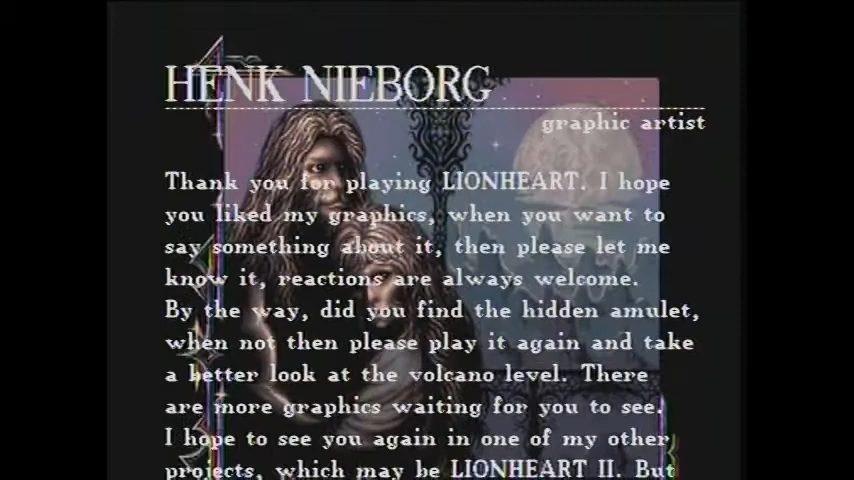 HENK NIEBORG
graphic artist
Thank you for playing LIONHEART. I hope
you liked my graphics, when you want to
say something about it, then please let me
know it, reactions are always welcome.
By the way, did you find the hidden amulet,
when not then please play it again and take
a better look at the volcano level. There
are more graphics waiting for you to see.
I hope to see you again in one of my other
projects, which may be LIONHEART II. But